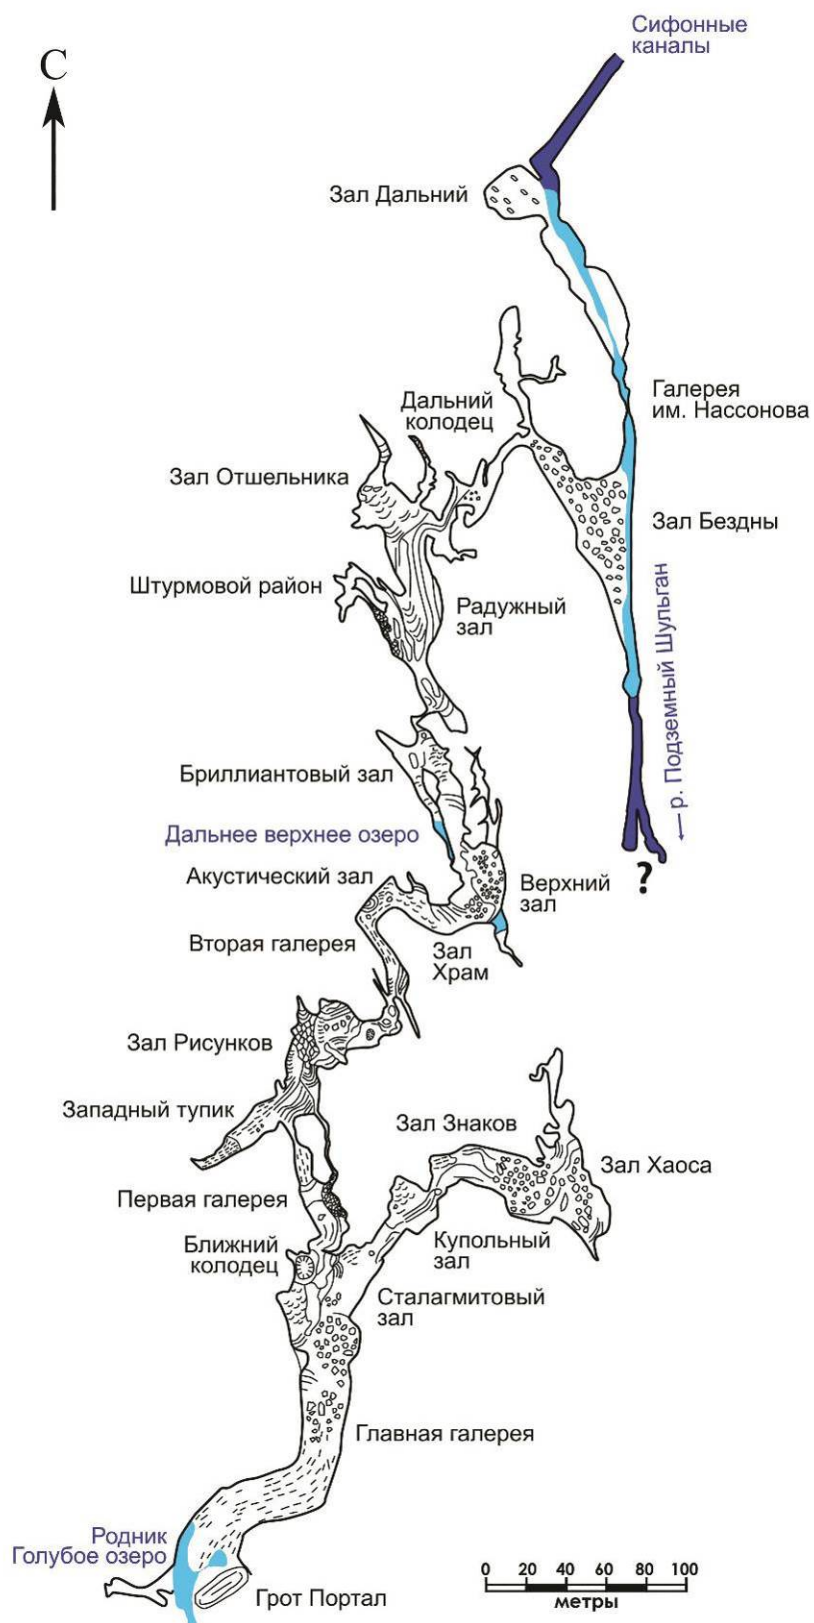 Сифонные
каналы
С
Зал Дальний
Галерея
им. Нассонова
Дальний
колодец
Зал Отшельника
Зал Бездны
Штурмовой район
Радужный
зал
р. Подземный Шульган
Бриллиантовый зал
Дальнее верхнее озеро
?
Акустический зал
Верхний
зал
Вторая галерея
Зал
Храм
Зал Рисунков
Западный тупик
Зал Знаков
Зал Хаоса
Первая галерея
Ближний
колодец
Купольный
зал
Сталагмитовый
зал
Главная галерея
Родник
Голубое озеро
Грот Портал
0 20 40 60 80 100
метры